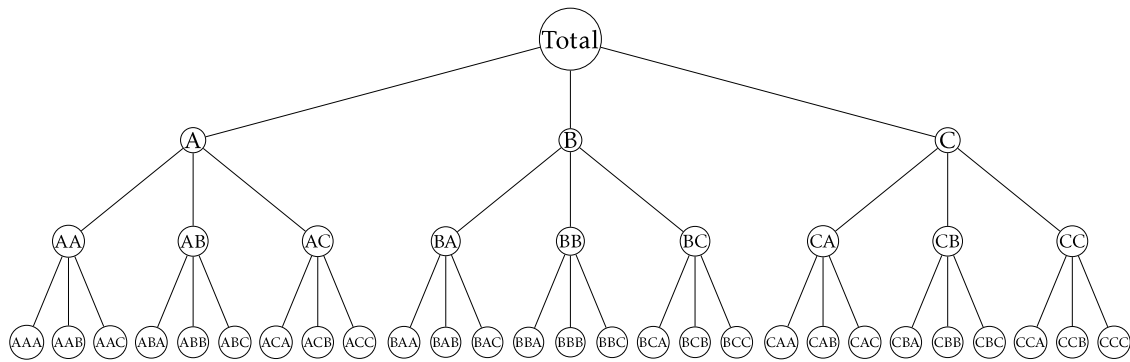 Total
A B C
AA AB AC BA BB BC CA CB CC
AAA AAB AAC ABA ABB ABC ACA ACB ACC BAA BAB BAC BBA BBB BBC BCA BCB BCC CAA CAB CAC CBA CBB CBC CCA CCB CCC